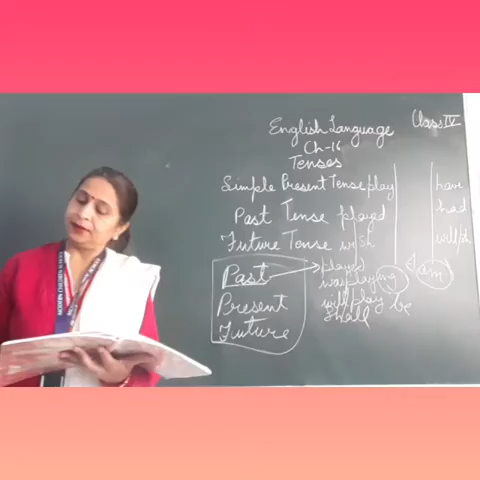 English Language
Class IV
Ch-16
Tenses
Simple Present Tense play
have
Past Tense played
had
Future Tense
will/sh
Past
played
was playing
am
Present
will play be
Future
shall